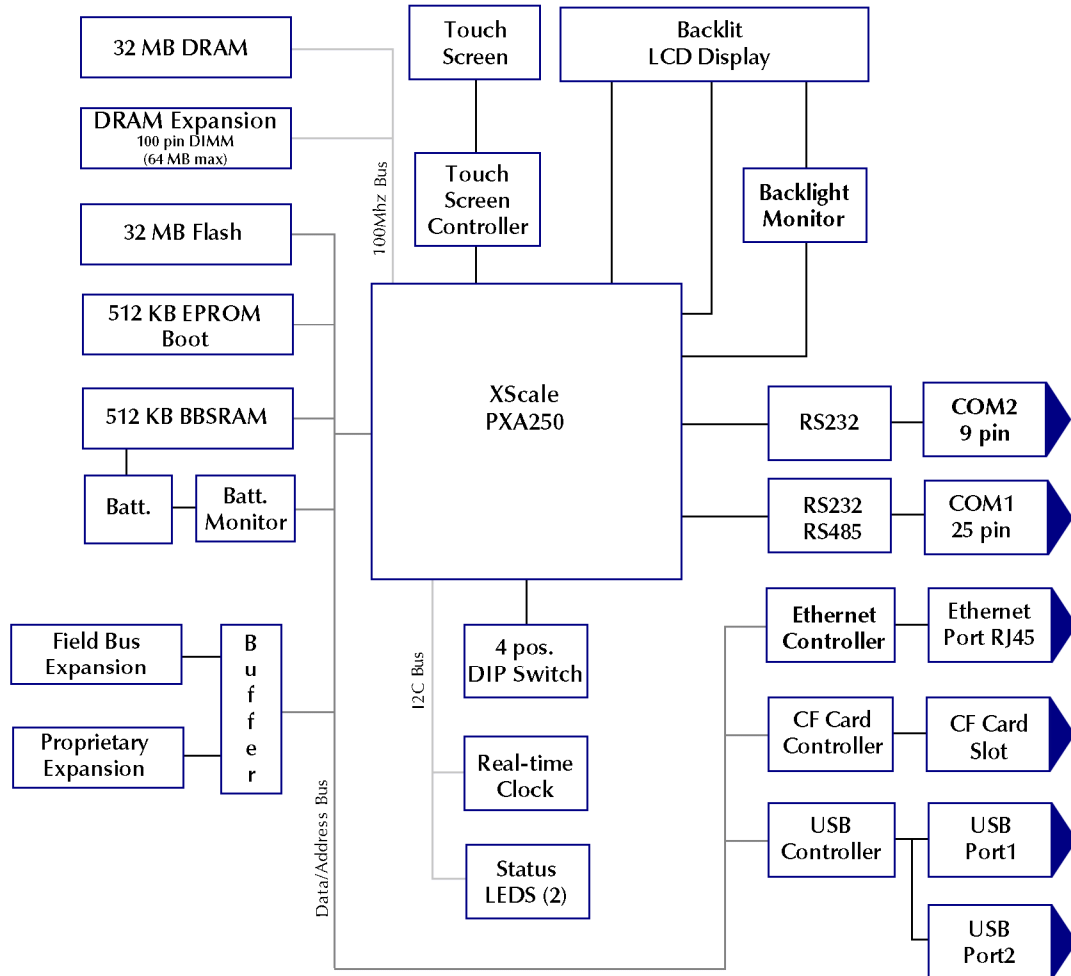 32 MB DRAM
DRAM Expansion
100 pin DIMM
(64 MB max)
32 MB Flash
512 KB EPROM
Boot
512 KB BBSRAM
Batt.
Batt.
Monitor
Field Bus
Expansion
Proprietary
Expansion
Buffer
Data/Address Bus
100Mhz Bus
Touch
Screen
Touch
Screen
Controller
Backlit
LCD Display
Backlight
Monitor
XScale
PXA250
I2C Bus
4 pos.
DIP Switch
Real-time
Clock
Status
LEDS (2)
RS232
COM2
9 pin
RS232
RS485
COM1
25 pin
Ethernet
Controller
Ethernet
Port RJ45
CF Card
Controller
CF Card
Slot
USB
Controller
USB
Port1
USB
Port2